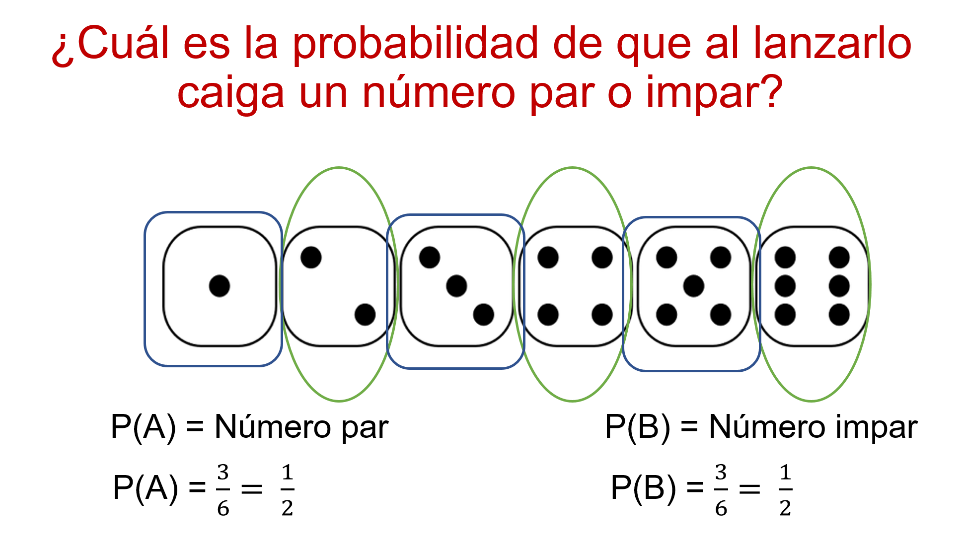 ¿Cuál es la probabilidad de que al lanzarlo
caiga un número par o impar?
P(A) = Número par
P(B) = Número impar
P(A) = 3/6 = 1/2
P(B) = 3/6 = 1/2